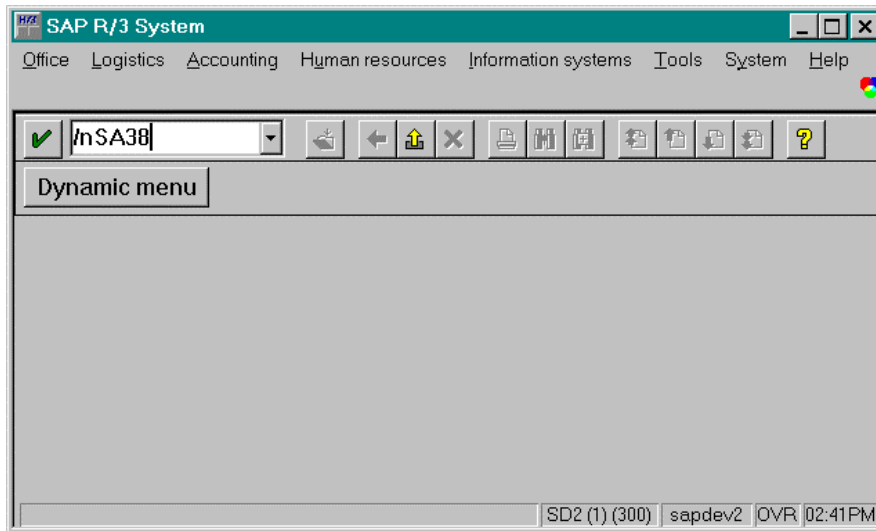 SAP R/3 System
Office Logistics Accounting Human resources Information systems Tools System Help
/nSA38
Dynamic menu
SD2 (1) (300) sapdev2 OVR 02:41PM